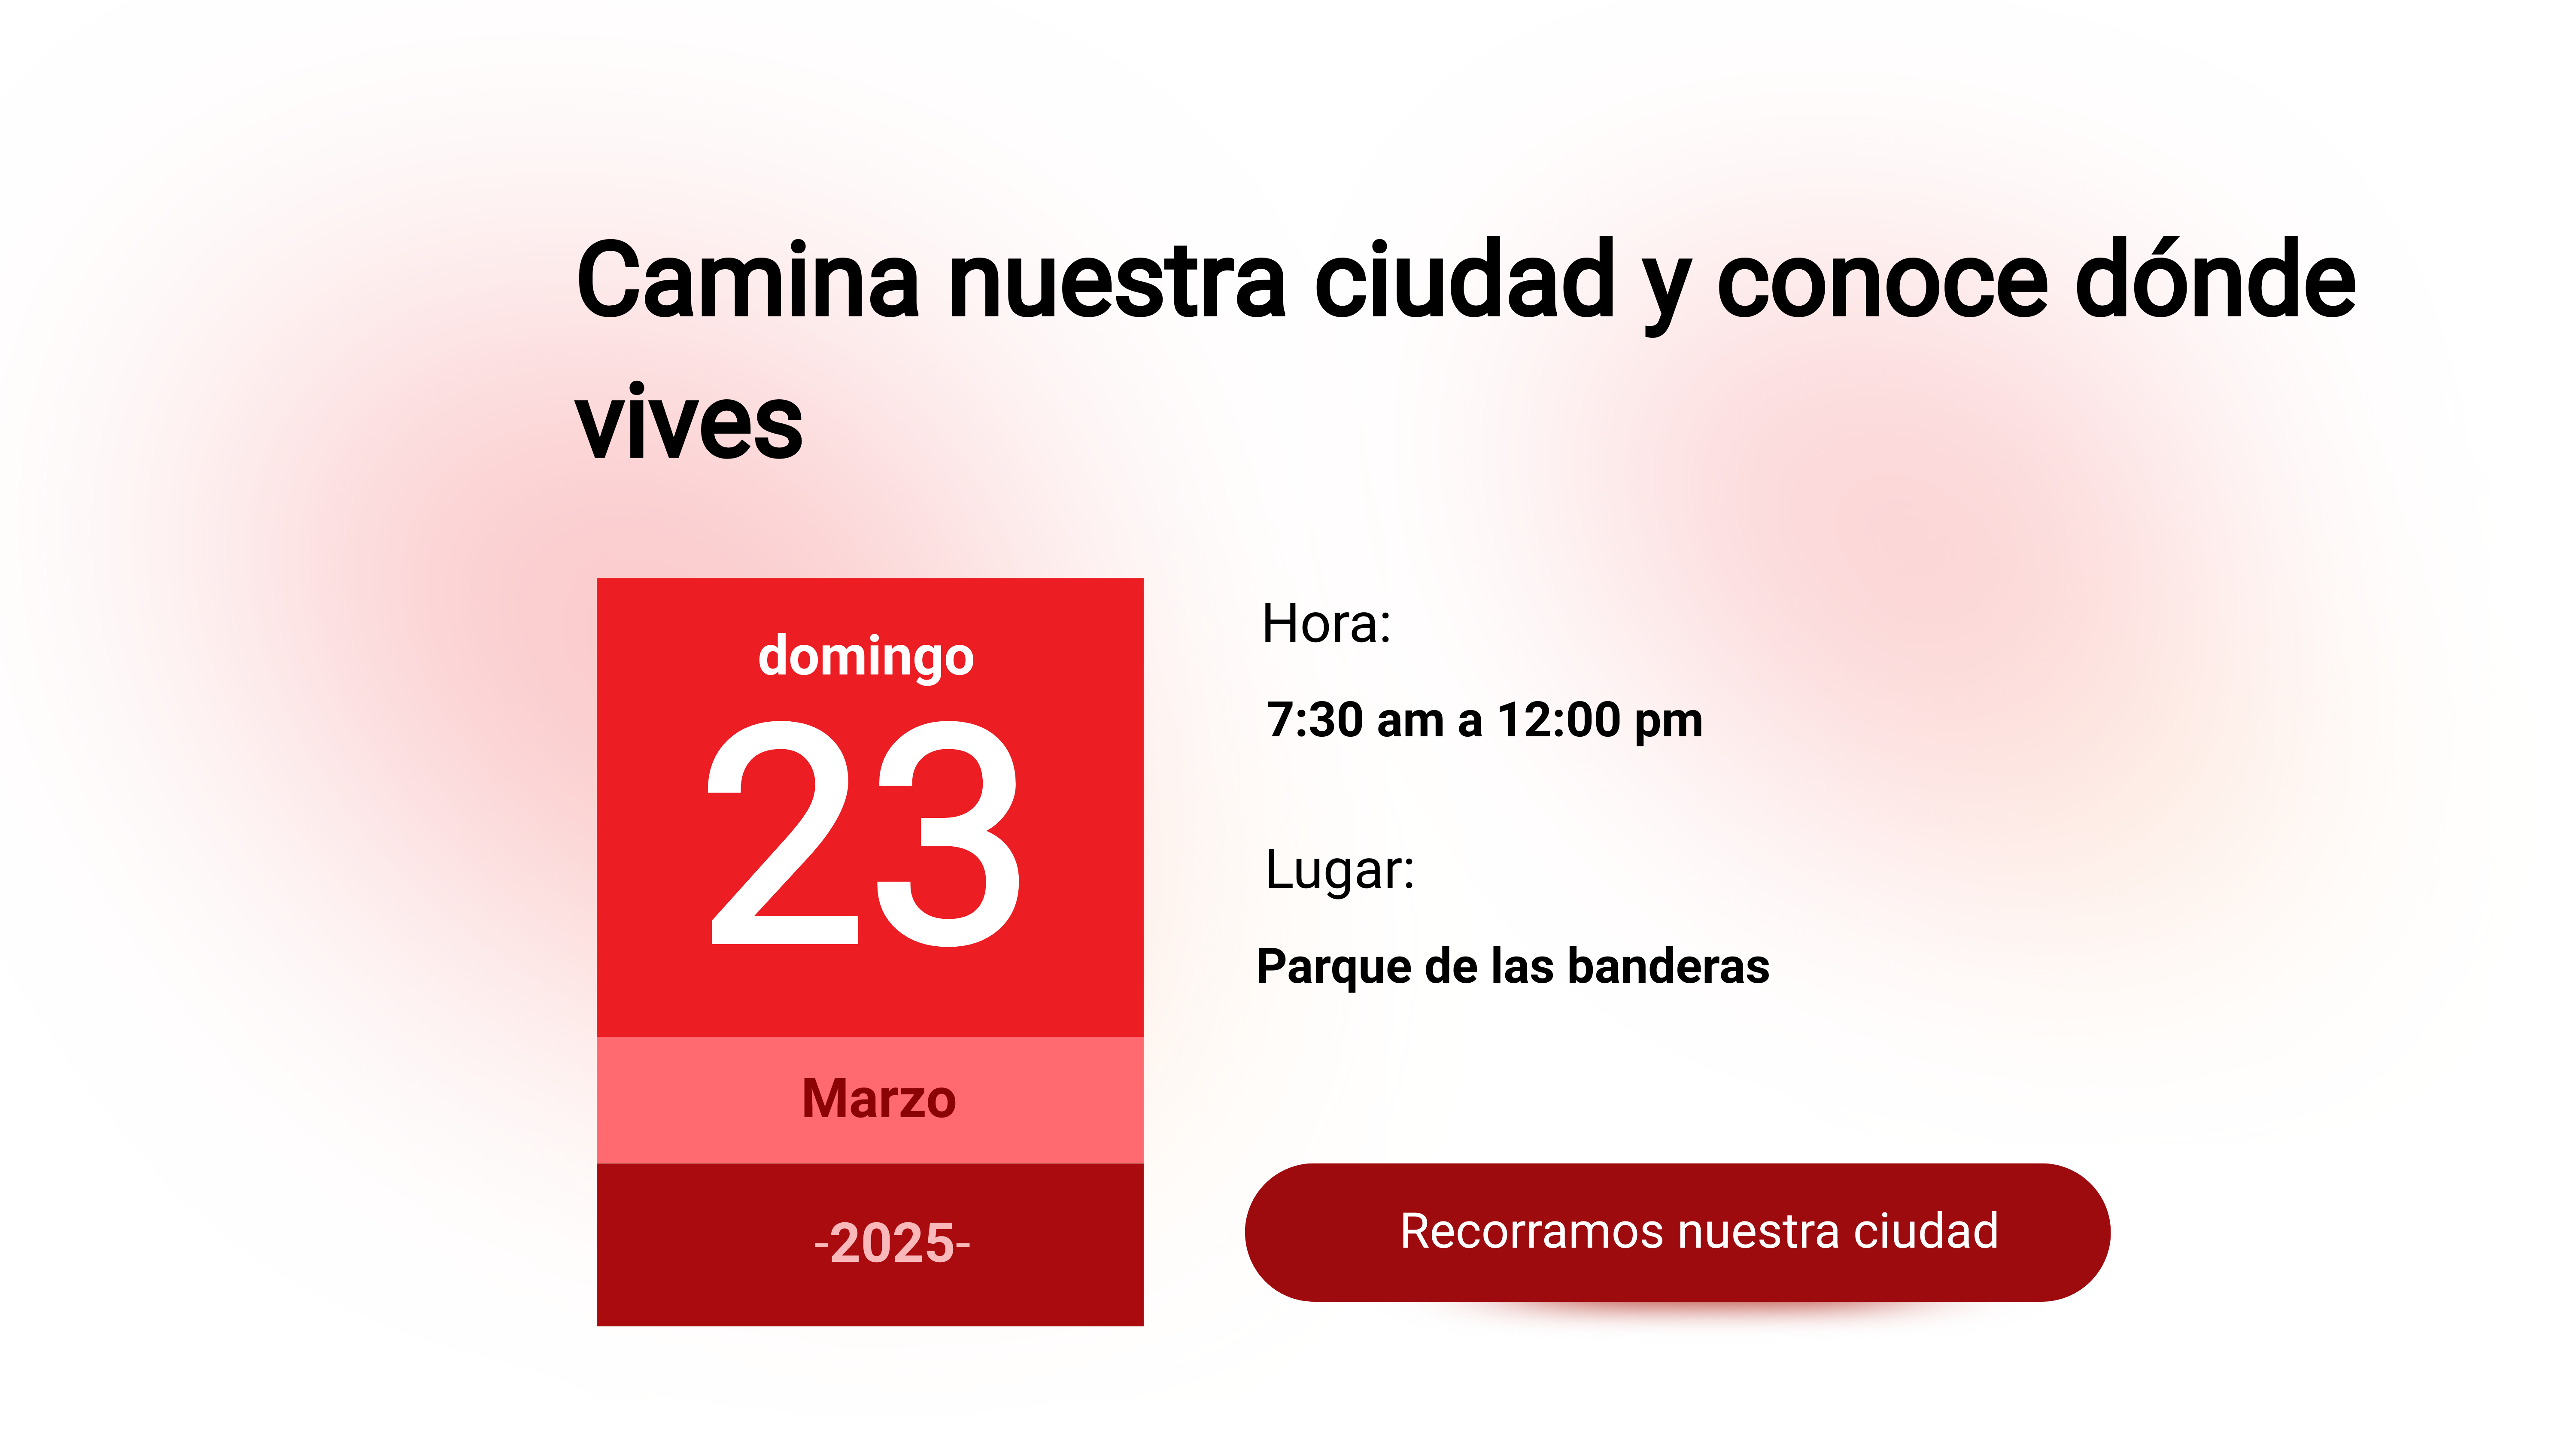 Camina nuestra ciudad y conoce dónde
vives
domingo
23
Marzo
-2025-
Hora:
7:30 am a 12:00 pm
Lugar:
Parque de las banderas
Recorramos nuestra ciudad